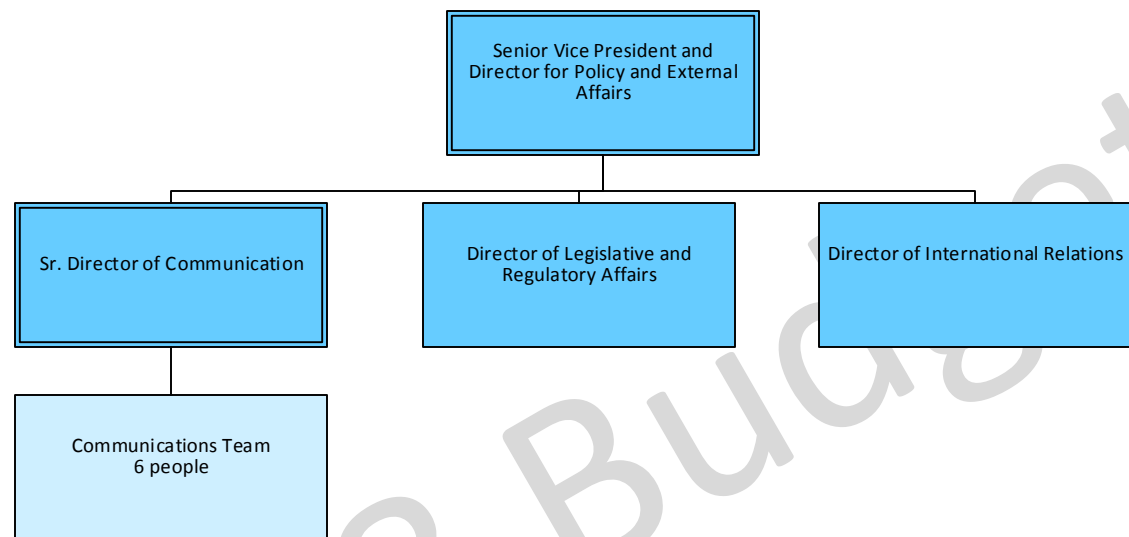 Senior Vice President and
Director for Policy and External
Affairs
Sr. Director of Communication
Director of Legislative and
Regulatory Affairs
Director of International Relations
Communications Team
6 people
Budget